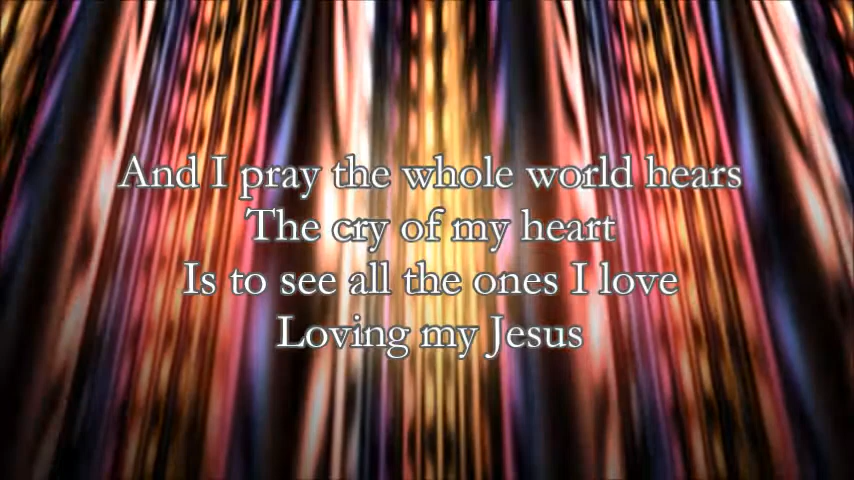 And I pray the whole world hears
The cry of my heart
Is to see all the ones I love
Loving my Jesus